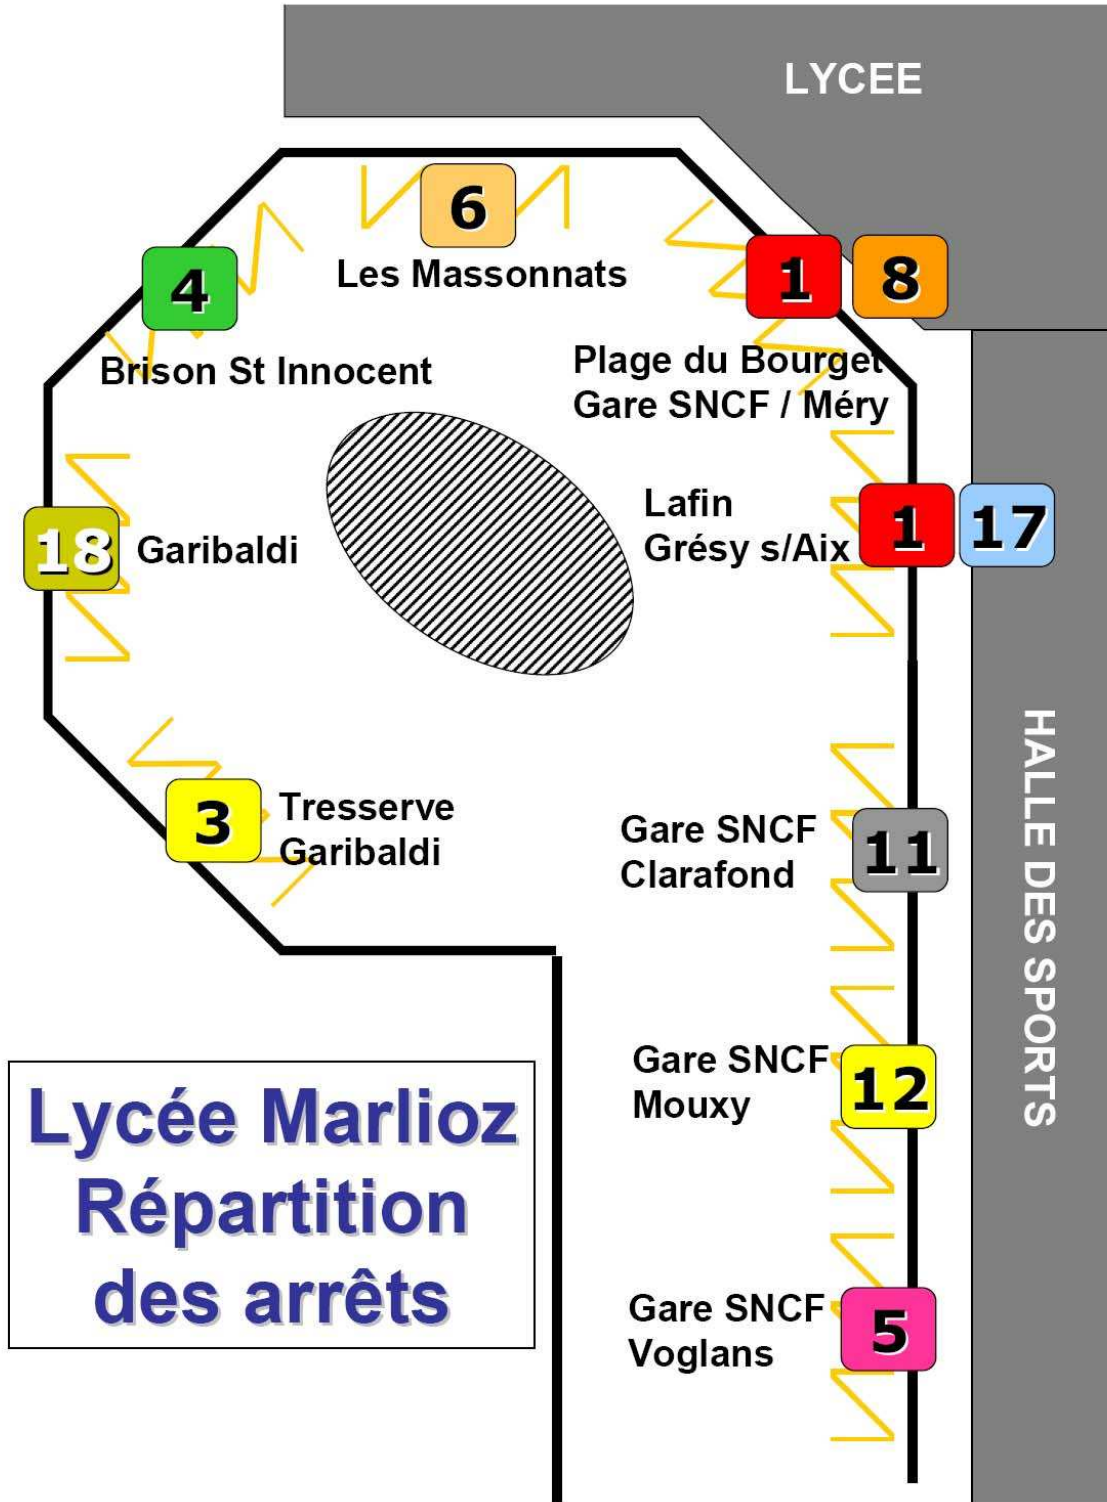 LYCEE
6
Les Massonnats
4
Brison St Innocent
1 8
Plage du Bourget
Gare SNCF / Méry
18
Garibaldi
Lafin
Grésy s/Aix
1 17
3
Tresserve
Garibaldi
Gare SNCF
Clarafond
11
HALLE DES SPORTS
Gare SNCF
Mouxy
12
Gare SNCF
Voglans
5
Lycée Marlioz
Répartition
des arrêts